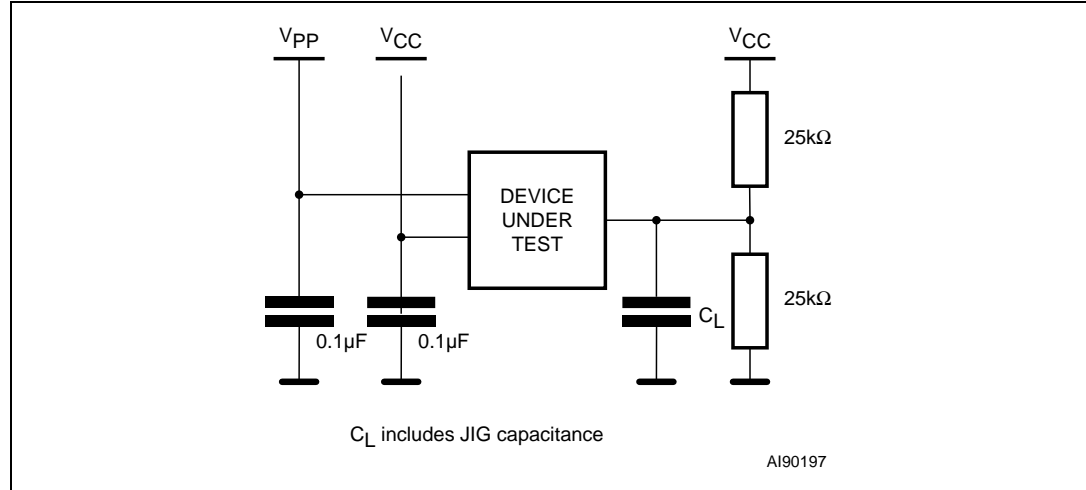 VPP
VCC
VCC
25kΩ
DEVICE
UNDER
TEST
25kΩ
CL
0.1µF
0.1µF
CL includes JIG capacitance
AI90197